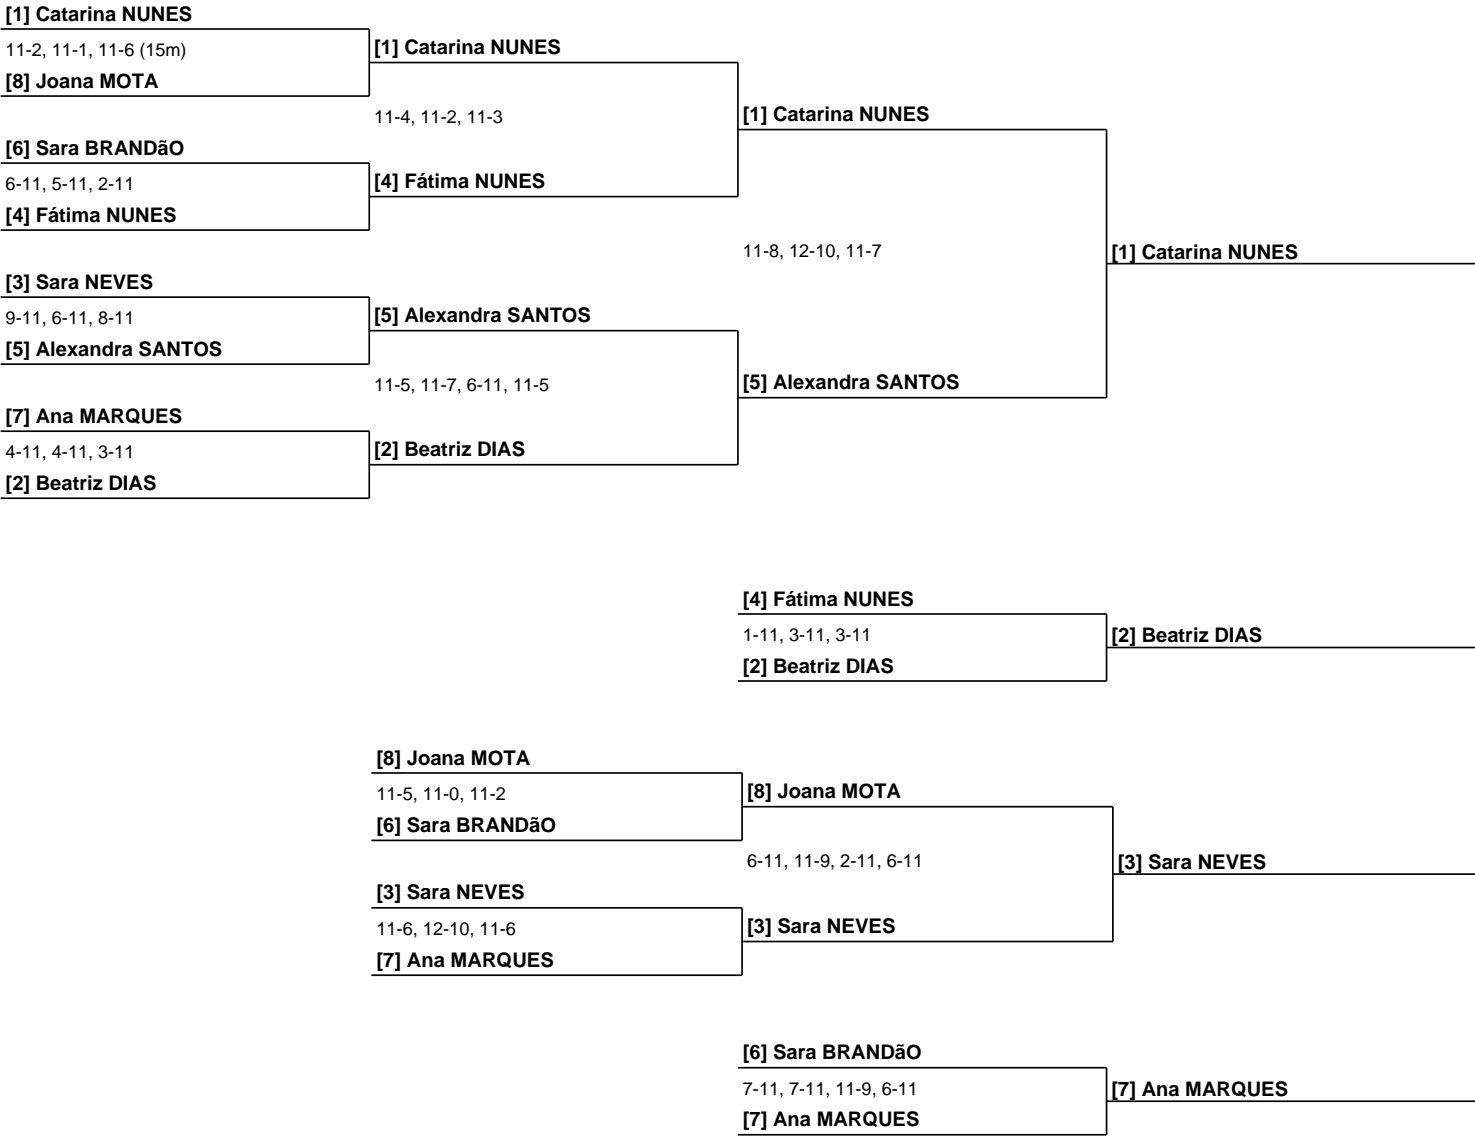 [1] Catarina NUNES
11-2, 11-1, 11-6 (15m)
[8] Joana MOTA
[6] Sara BRANDãO
6-11, 5-11, 2-11
[4] Fátima NUNES
[3] Sara NEVES
9-11, 6-11, 8-11
[5] Alexandra SANTOS
[7] Ana MARQUES
4-11, 4-11, 3-11
[2] Beatriz DIAS
[1] Catarina NUNES
11-4, 11-2, 11-3
[4] Fátima NUNES
[5] Alexandra SANTOS
11-5, 11-7, 6-11, 11-5
[2] Beatriz DIAS
[1] Catarina NUNES
11-8, 12-10, 11-7
[5] Alexandra SANTOS
[1] Catarina NUNES
[4] Fátima NUNES
1-11, 3-11, 3-11
[2] Beatriz DIAS
[2] Beatriz DIAS
[8] Joana MOTA
11-5, 11-0, 11-2
[6] Sara BRANDãO
[3] Sara NEVES
11-6, 12-10, 11-6
[7] Ana MARQUES
[8] Joana MOTA
6-11, 11-9, 2-11, 6-11
[3] Sara NEVES
[3] Sara NEVES
[6] Sara BRANDãO
7-11, 7-11, 11-9, 6-11
[7] Ana MARQUES
[7] Ana MARQUES